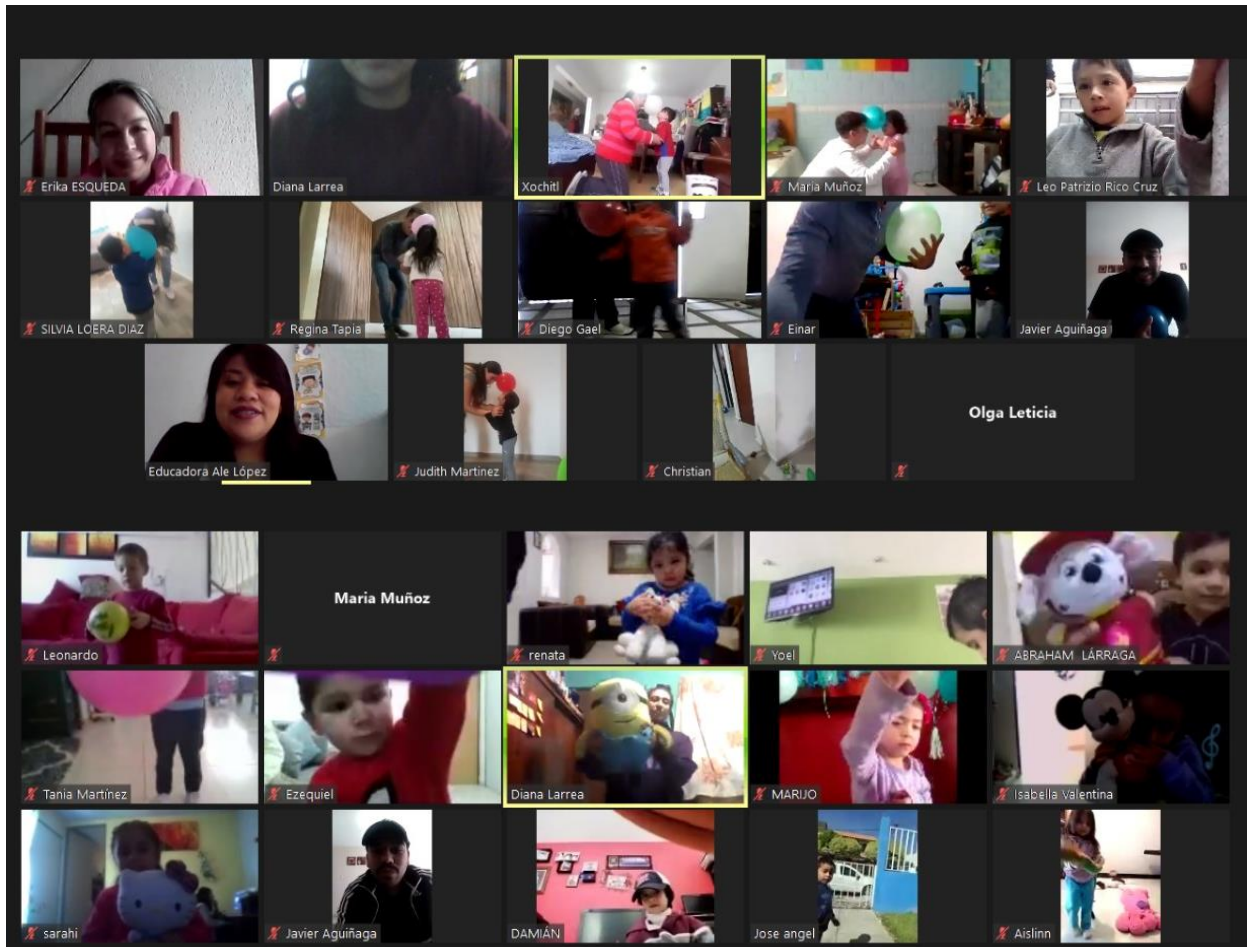 Erika ESQUEDA
Diana Larrea
Xochitl
María Muñoz
Leo Patrizio Rico Cruz
SILVIA LOERA DIAZ
Regina Tapia
Diego Gael
Einar
Javier Aguiñaga
Educadora Ale López
Judith Martinez
Christian
Olga Leticia
Leonardo
Maria Muñoz
renata
Yoel
ABRAHAM LÁRRAGA
Tania Martínez
Ezequiel
Diana Larrea
MARIJO
Isabella Valentina
sarahi
Javier Aguiñaga
DAMIÁN
Jose angel
Aislinn